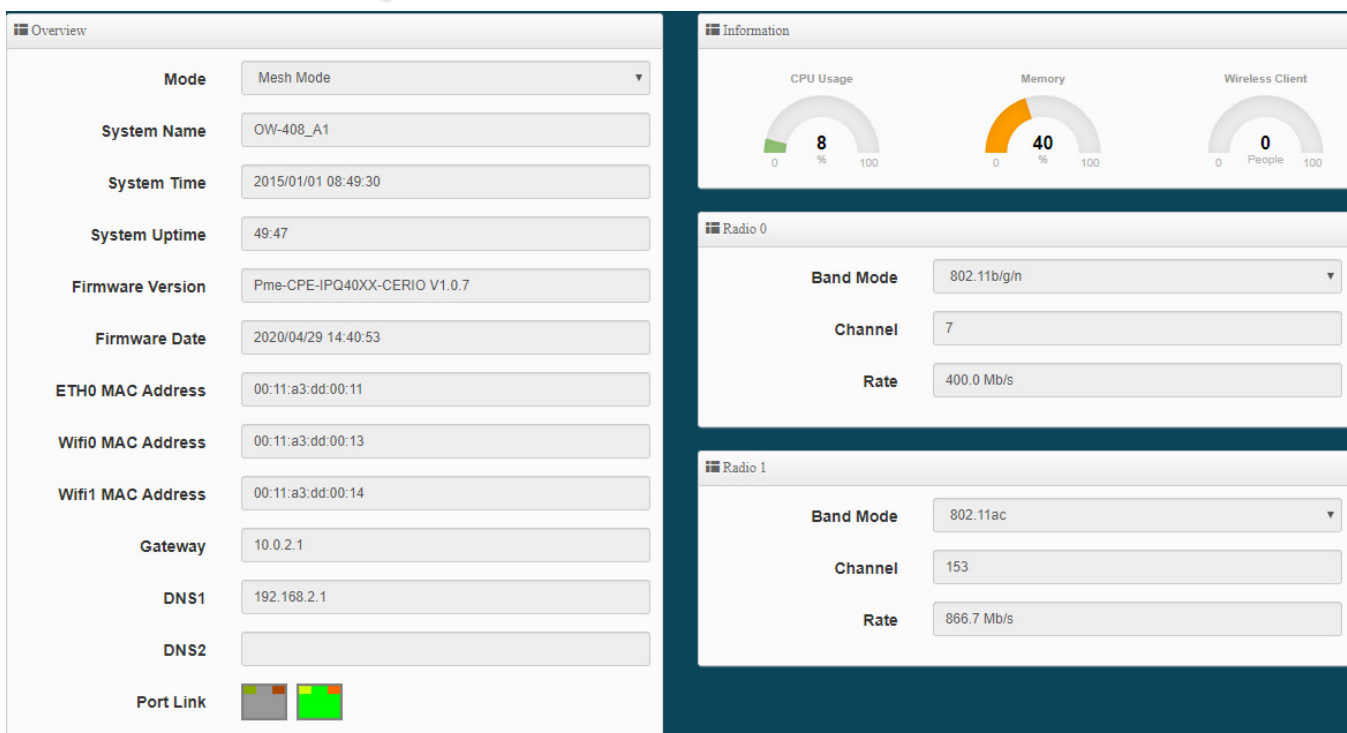 Overview
Mode Mesh Mode
System Name OW-408_A1
System Time 2015/01/01 08:49:30
System Uptime 49:47
Firmware Version Pme-CPE-IPQ40XX-CERIO V1.0.7
Firmware Date 2020/04/29 14:40:53
ETH0 MAC Address 00:11:a3:dd:00:11
Wifi0 MAC Address 00:11:a3:dd:00:13
Wifi1 MAC Address 00:11:a3:dd:00:14
Gateway 10.0.2.1
DNS1 192.168.2.1
DNS2
Port Link
Information
CPU Usage Memory Wireless Client
8 40 0
0 % 100 0 % 100 0 People 100
Radio 0
Band Mode 802.11b/g/n
Channel 7
Rate 400.0 Mb/s
Radio 1
Band Mode 802.11ac
Channel 153
Rate 866.7 Mb/s